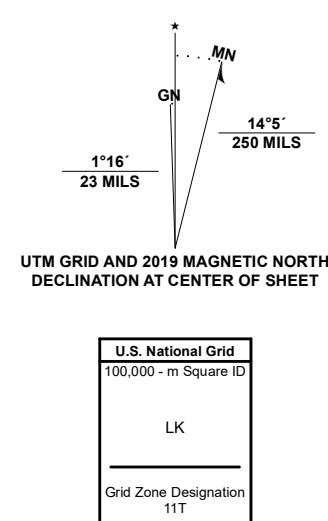 ★
MN
GN
14°5´
250 MILS
1°16´
23 MILS
UTM GRID AND 2019 MAGNETIC NORTH
DECLINATION AT CENTER OF SHEET
U.S. National Grid
100,000 - m Square ID
LK
Grid Zone Designation
11T